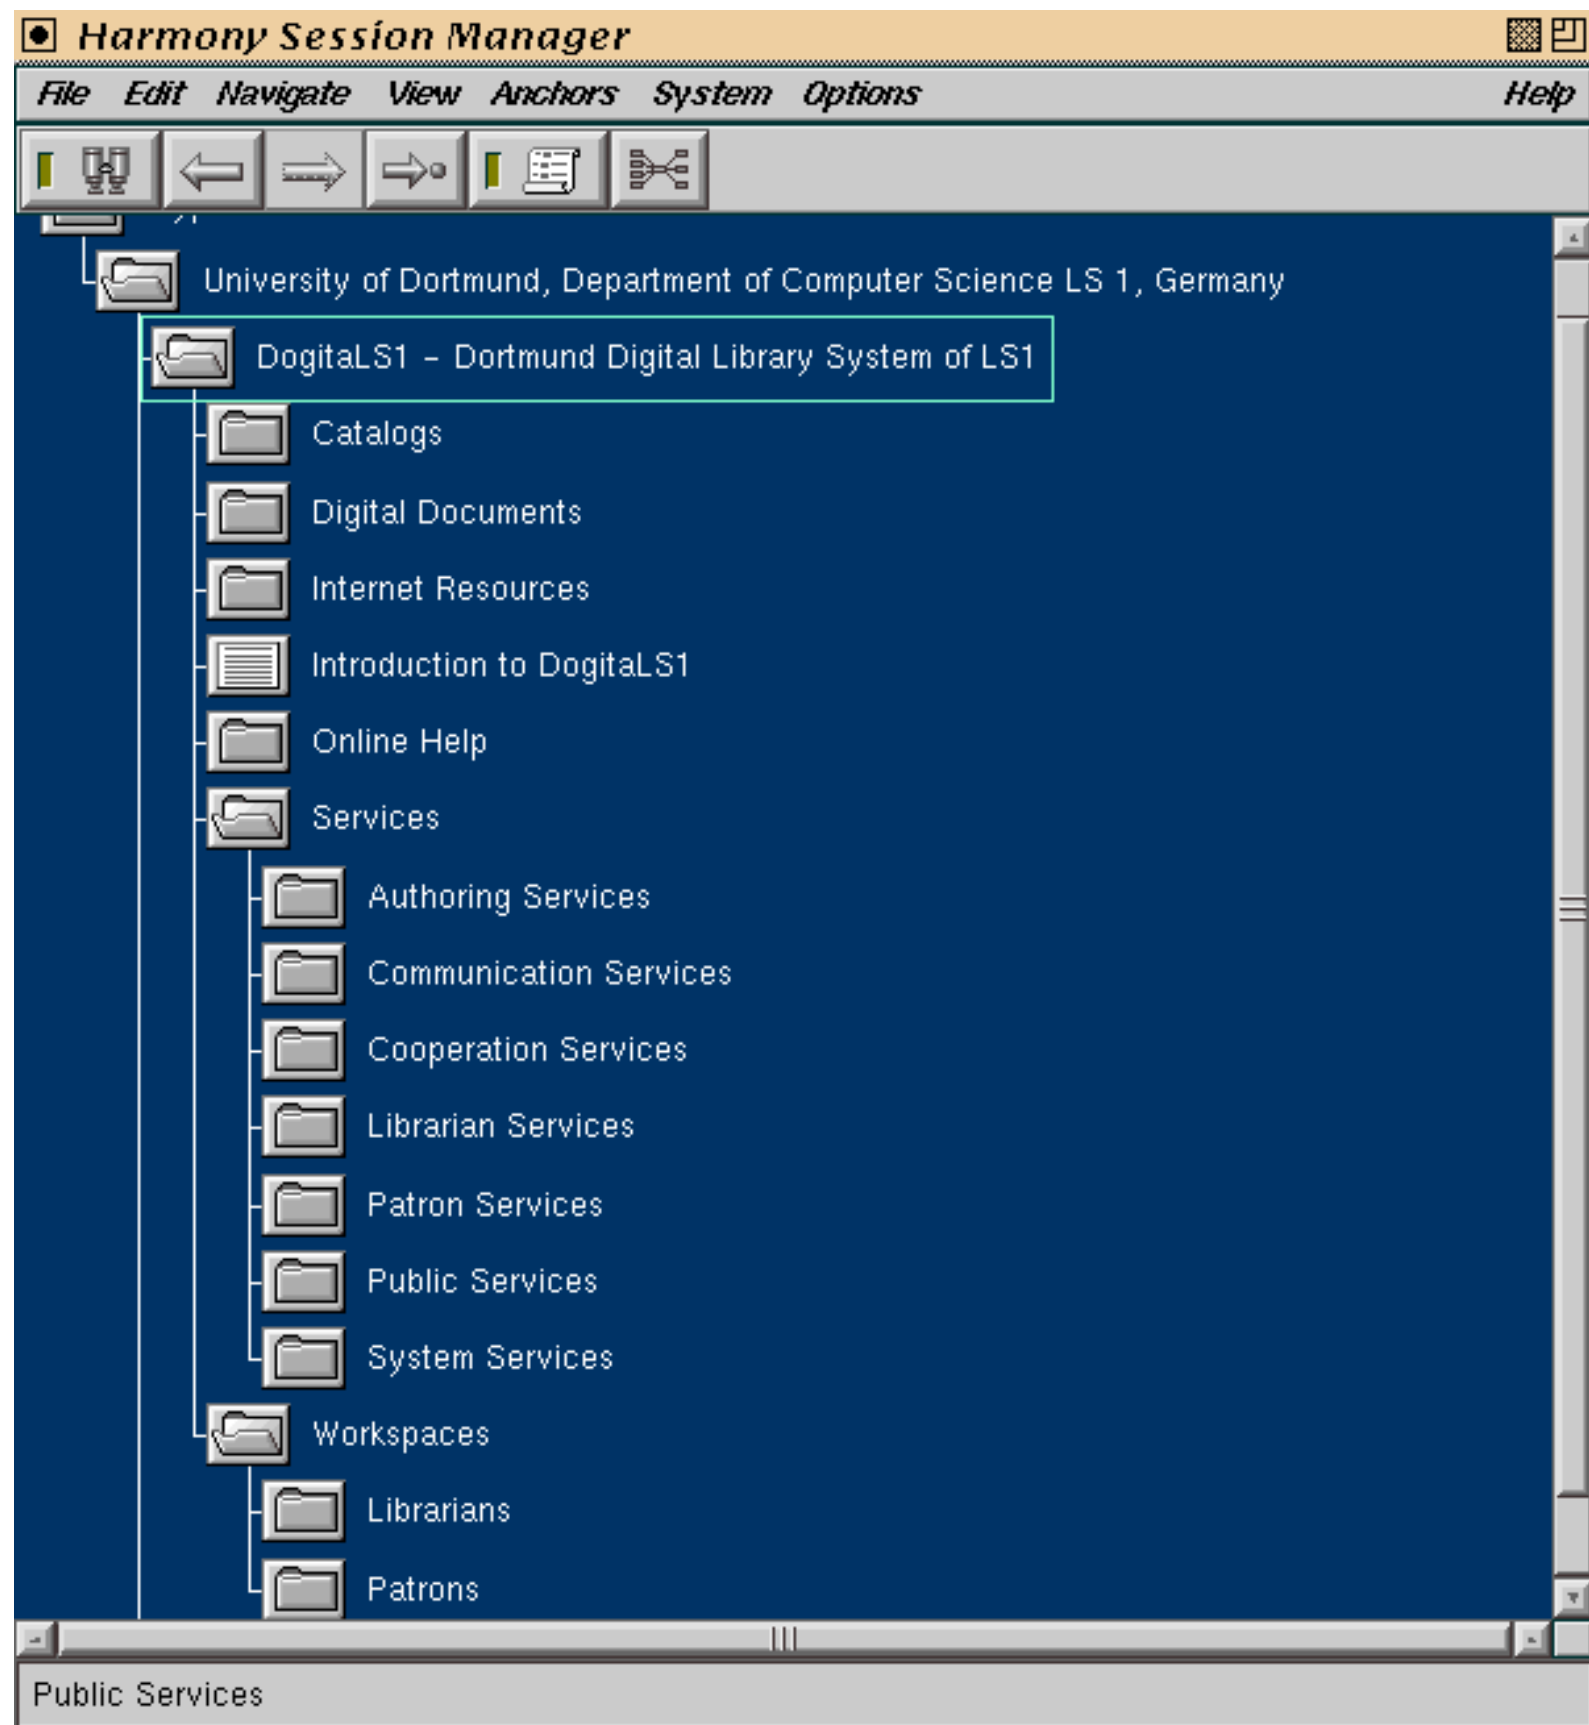 Harmony Session Manager
File Edit Navigate View Anchors System Options Help
University of Dortmund, Department of Computer Science LS 1, Germany
DogitaLS1 – Dortmund Digital Library System of LS1
Catalogs
Digital Documents
Internet Resources
Introduction to DogitaLS1
Online Help
Services
Authoring Services
Communication Services
Cooperation Services
Librarian Services
Patron Services
Public Services
System Services
Workspaces
Librarians
Patrons
Public Services